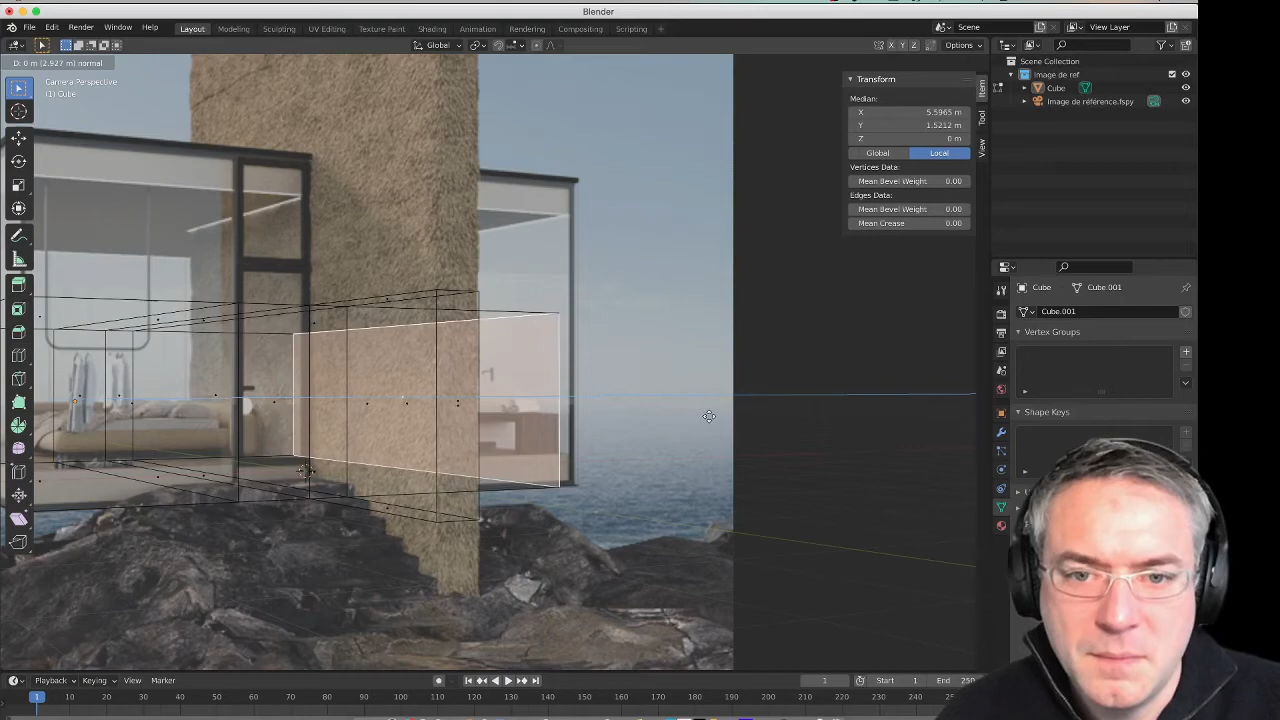 Blender
File Edit Render Window Help
Layout Modeling Sculpting UV Editing Texture Paint Shading Animation Rendering Compositing Scripting +
Scene
View Layer
Global
X Y Z
Options
D: 0 m (2.927 m) normal
Camera Perspective
(1) Cube
Transform
Median:
X 5.5965 m
Y 1.5212 m
Z 0 m
Global Local
Vertices Data:
Mean Bevel Weight 0.00
Edges Data:
Mean Bevel Weight 0.00
Mean Crease 0.00
Item
Tool
View
Scene Collection
Image de ref
Cube
Image de référence.fspy
Cube Cube.001
Cube.001
Vertex Groups
Shape Keys
Playback Keying View Marker
1
Start 1
End 250
1 10 20 30 40 50 60 70 80 90 100 110 120 130 140 150 160 170 180 190 200 210 220 230 240 250